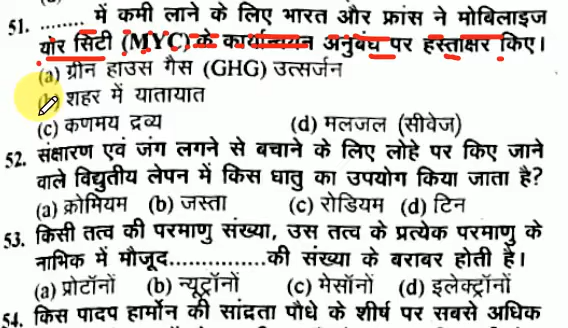 51. ........ में कमी लाने के लिए भारत और फ्रांस ने मोबिलाइज
योर सिटी (MYC) के कार्यान्वयन अनुबंध पर हस्ताक्षर किए।
(a) ग्रीन हाउस गैस (GHG) उत्सर्जन
(b) शहर में यातायात
(c) कणमय द्रव्य (d) मलजल (सीवेज)
52. संक्षारण एवं जंग लगने से बचाने के लिए लोहे पर किए जाने
वाले विद्युतीय लेपन में किस धातु का उपयोग किया जाता है?
(a) क्रोमियम (b) जस्ता (c) रोडियम (d) टिन
53. किसी तत्व की परमाणु संख्या, उस तत्व के प्रत्येक परमाणु के
नाभिक में मौजूद..............की संख्या के बराबर होती है।
(a) प्रोटॉनों (b) न्यूट्रॉनों (c) मेसॉनों (d) इलेक्ट्रॉनों
54. किस पादप हार्मोन की सांद्रता पौधे के शीर्ष पर सबसे अधिक